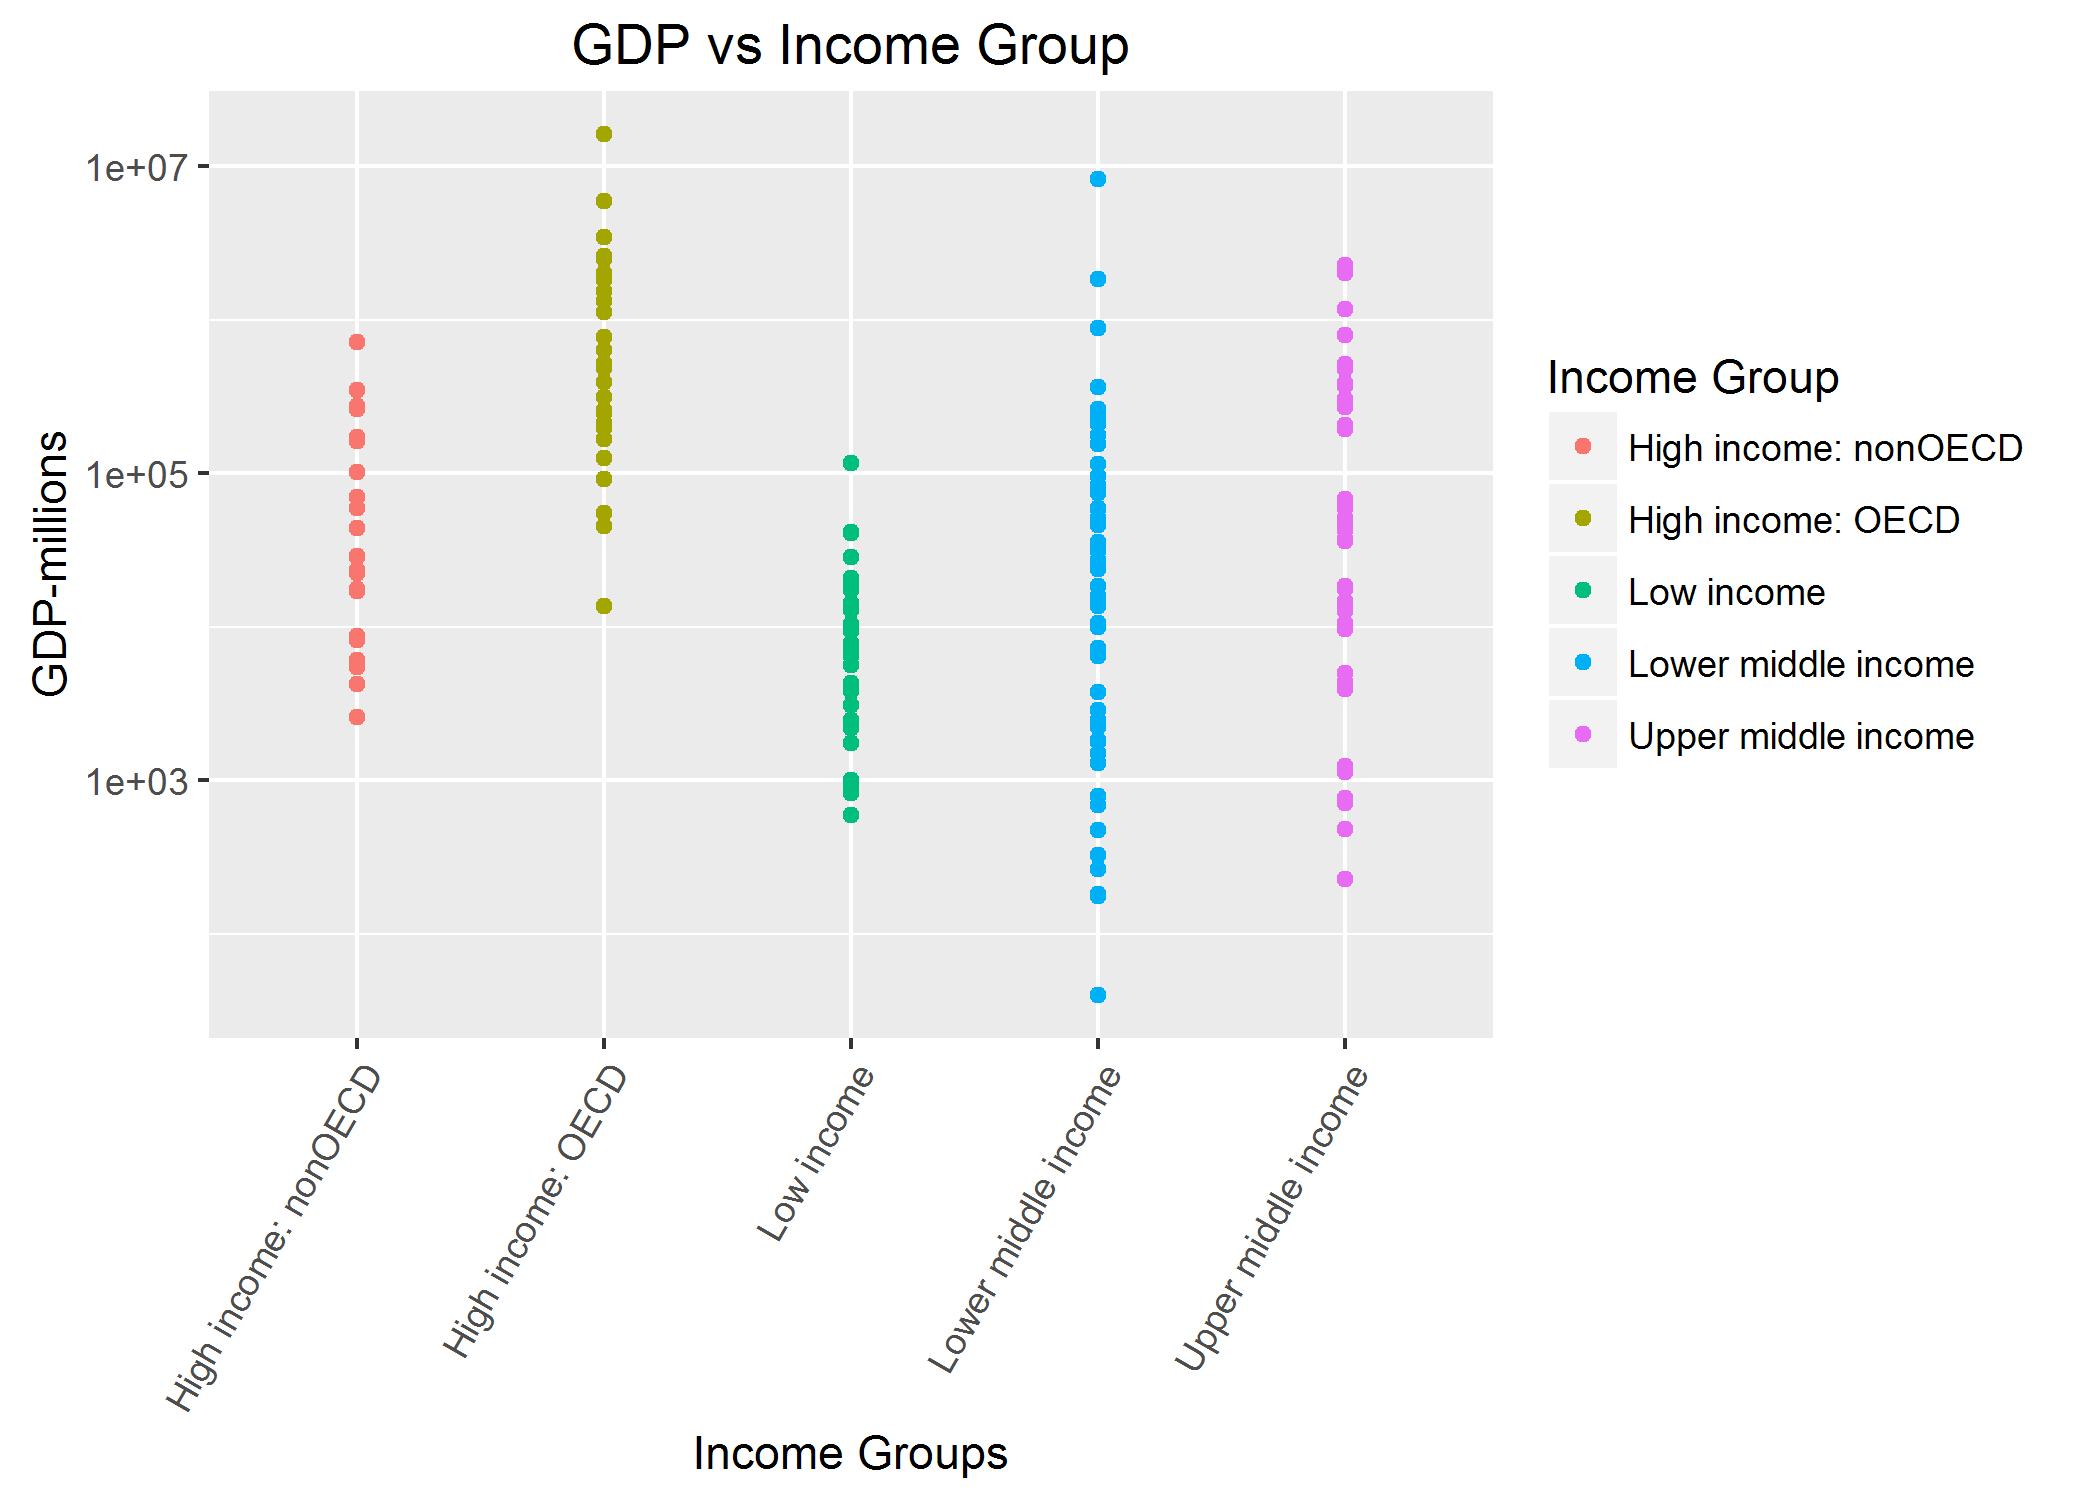 GDP vs Income Group
GDP-millions
1e+07
1e+05
1e+03
High income: nonOECD
High income: OECD
Low income
Lower middle income
Upper middle income
Income Groups
Income Group
High income: nonOECD
High income: OECD
Low income
Lower middle income
Upper middle income